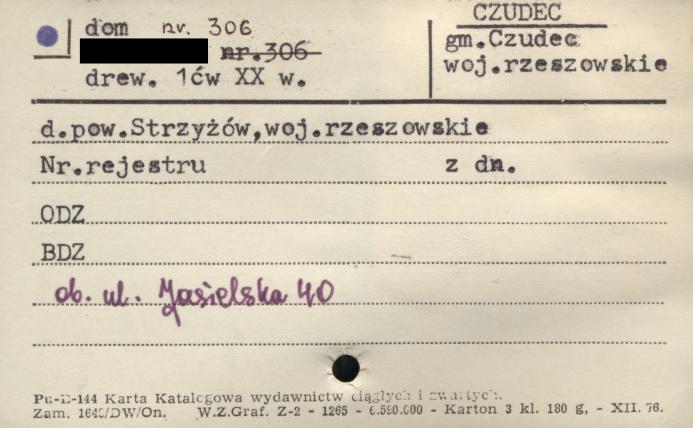 dom nr. 306
nr.306
drew. 1ćw XX w.
CZUDEC
gm.Czudec
woj.rzeszowskie
d.pow.Strzyżów,woj.rzeszowskie
Nr.rejestru z dn.
ODZ
BDZ
ob. ul. Jasielska 40
Pu-D-144 Karta Katalogowa wydawnictw ciągłych i zwartych.
Zam. 1645/DW/On. W.Z.Graf. Z-2 - 1265 - 6.580.000 - Karton 3 kl. 180 g, - XII. 76.